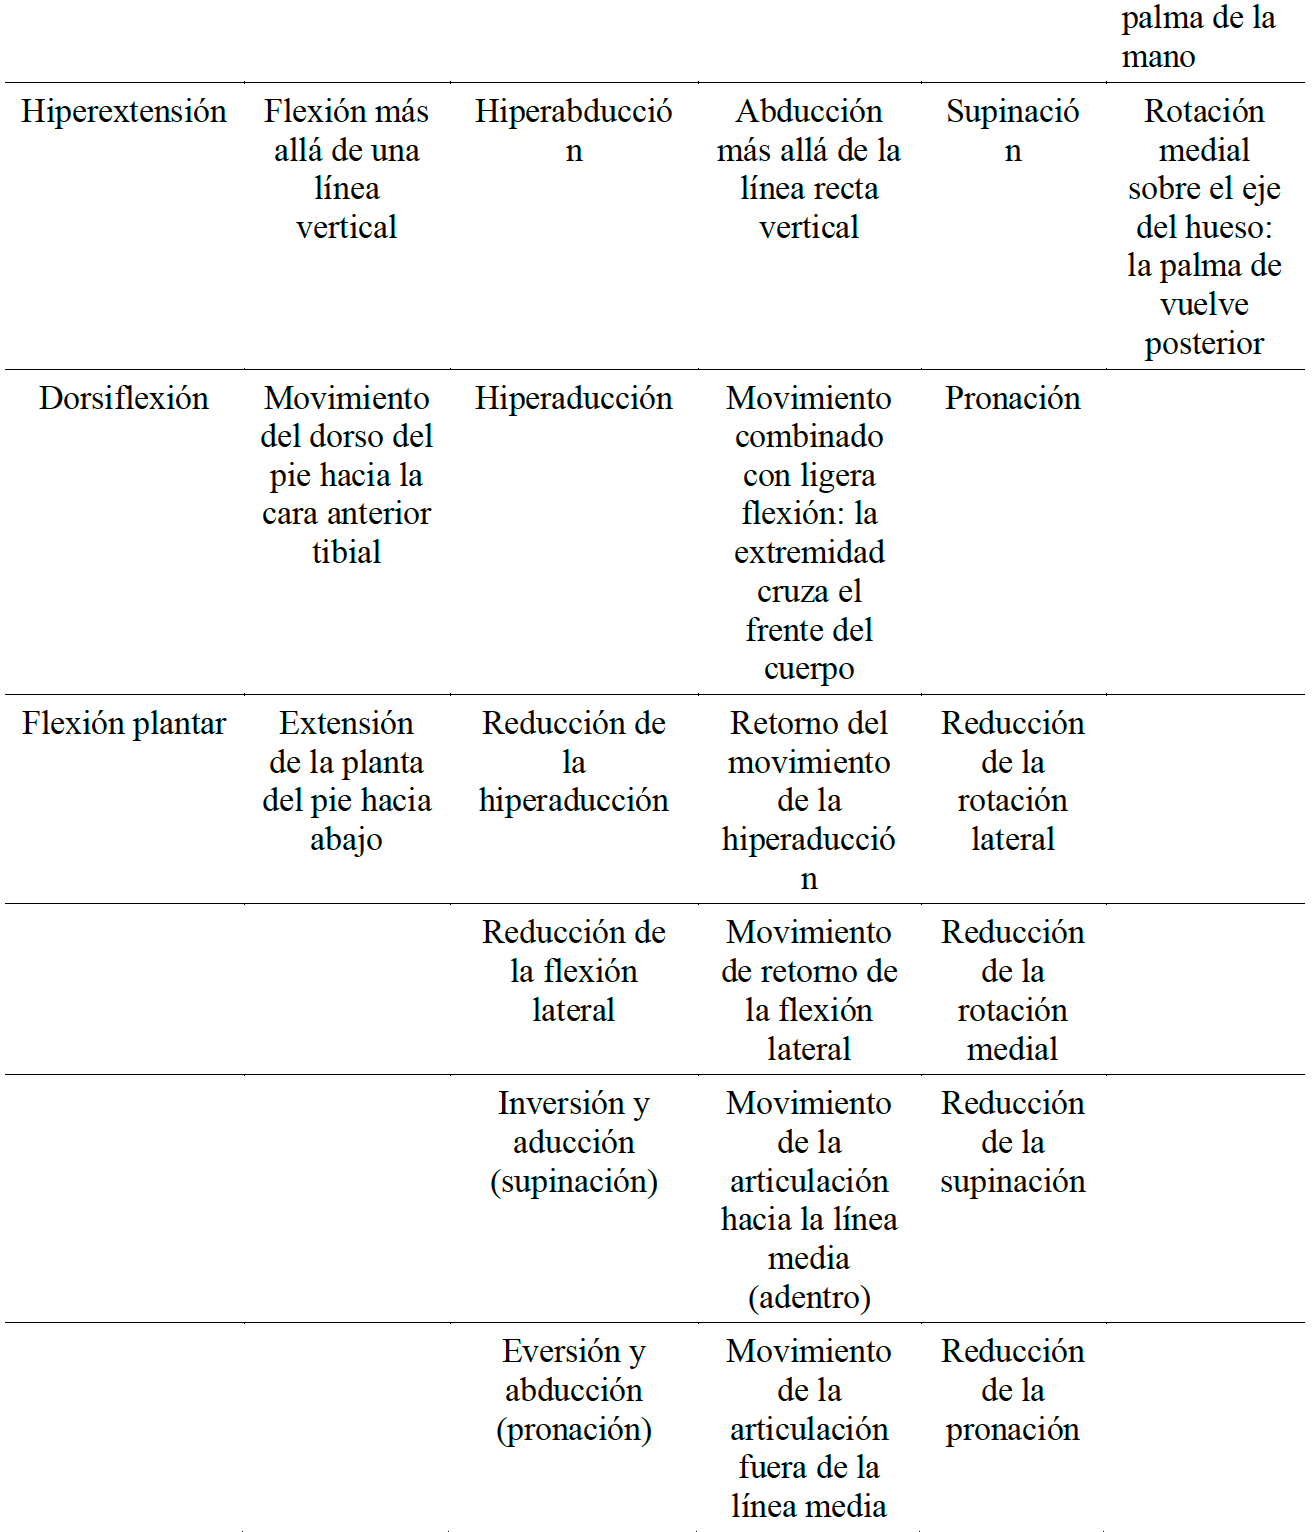 palma de la
mano
Hiperextensión
Flexión más
allá de una
línea
vertical
Hiperabducció
n
Abducción
más allá de la
línea recta
vertical
Supinació
n
Rotación
medial
sobre el eje
del hueso:
la palma de
vuelve
posterior
Dorsiflexión
Movimiento
del dorso del
pie hacia la
cara anterior
tibial
Hiperaducción
Movimiento
combinado
con ligera
flexión: la
extremidad
cruza el
frente del
cuerpo
Pronación
Flexión plantar
Extensión
de la planta
del pie hacia
abajo
Reducción de
la
hiperaducción
Retorno del
movimiento
de la
hiperaducció
n
Reducción
de la
rotación
lateral
Reducción de
la flexión
lateral
Movimiento
de retorno de
la flexión
lateral
Reducción
de la
rotación
medial
Inversión y
aducción
(supinación)
Movimiento
de la
articulación
hacia la línea
media
(adentro)
Reducción
de la
supinación
Eversión y
abducción
(pronación)
Movimiento
de la
articulación
fuera de la
línea media
Reducción
de la
pronación